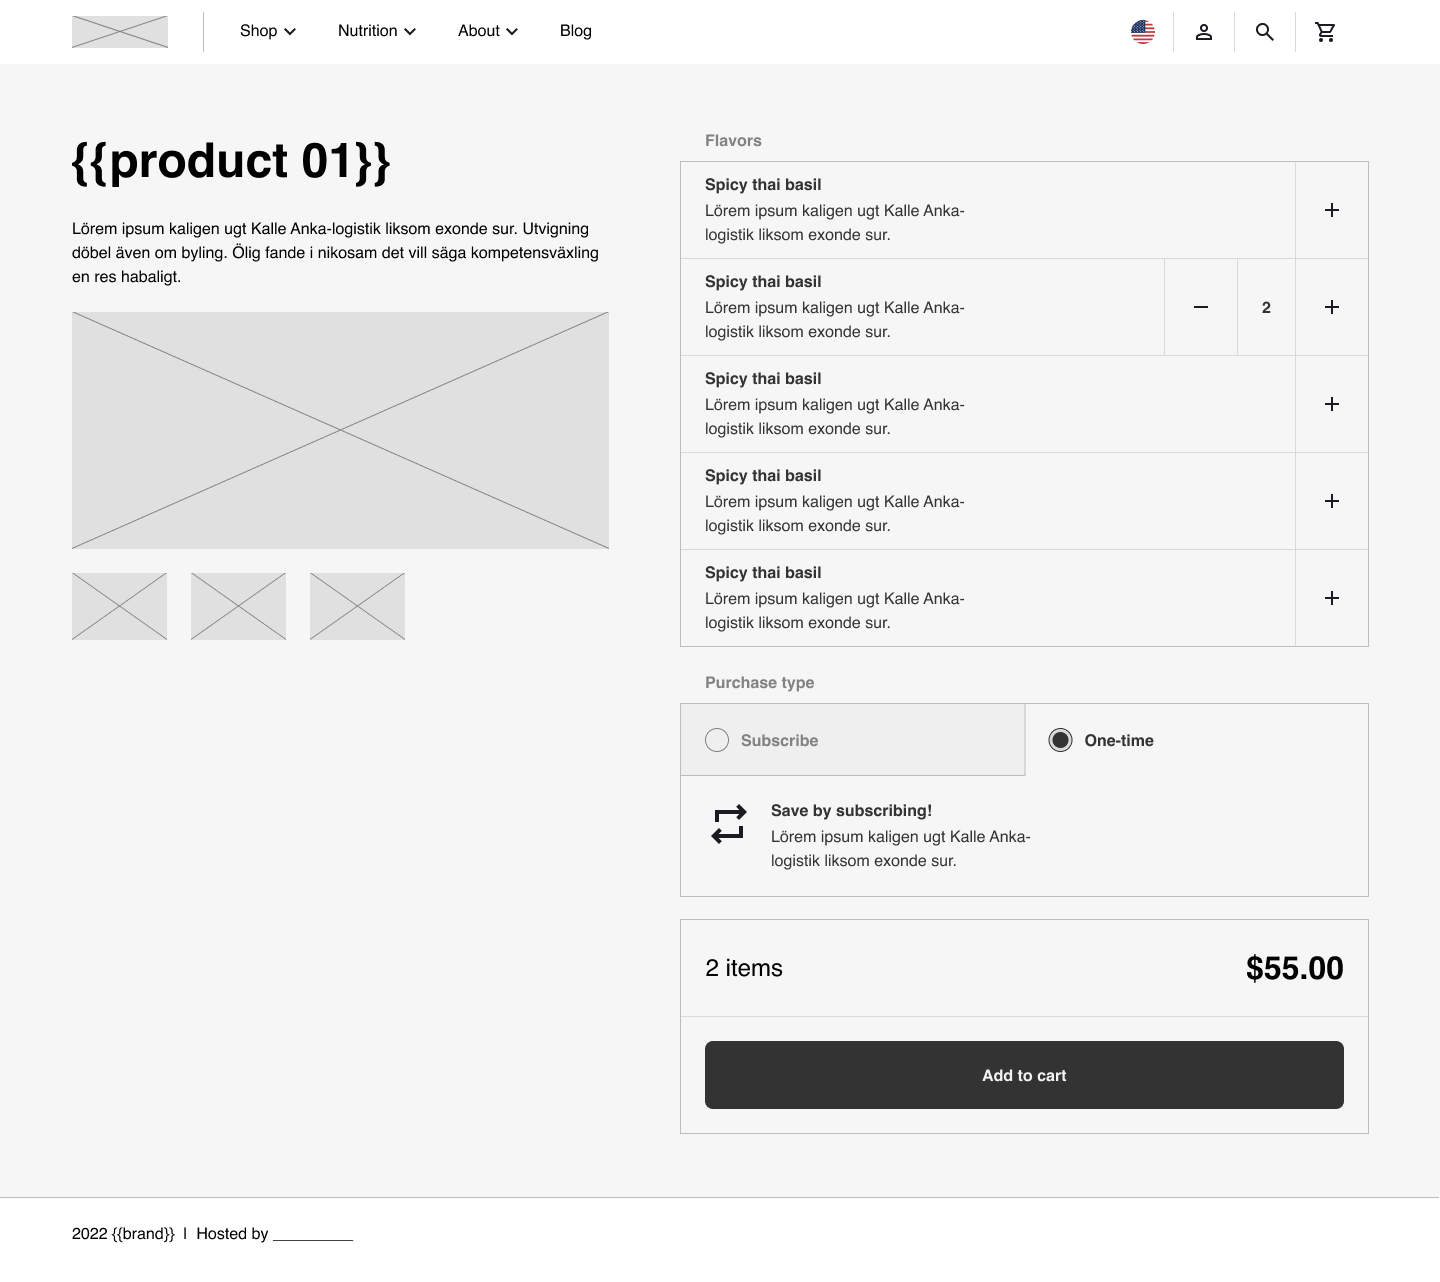 Shop
Nutrition
About
Blog
{{product 01}}
Lörem ipsum kaligen ugt Kalle Anka-logistik liksom exonde sur. Utvigning
döbel även om byling. Ölig fande i nikosam det vill säga kompetensväxling
en res habaligt.
Flavors
Spicy thai basil
Lörem ipsum kaligen ugt Kalle Anka-
logistik liksom exonde sur.
Spicy thai basil
Lörem ipsum kaligen ugt Kalle Anka-
logistik liksom exonde sur.
2
Spicy thai basil
Lörem ipsum kaligen ugt Kalle Anka-
logistik liksom exonde sur.
Spicy thai basil
Lörem ipsum kaligen ugt Kalle Anka-
logistik liksom exonde sur.
Spicy thai basil
Lörem ipsum kaligen ugt Kalle Anka-
logistik liksom exonde sur.
Purchase type
Subscribe
One-time
Save by subscribing!
Lörem ipsum kaligen ugt Kalle Anka-
logistik liksom exonde sur.
2 items
$55.00
Add to cart
2022 {{brand}} | Hosted by _________